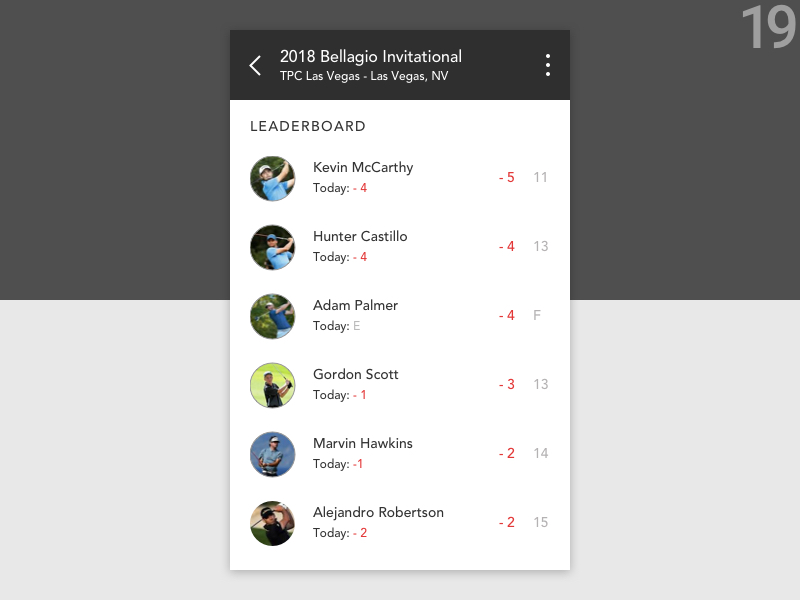 19
2018 Bellagio Invitational
TPC Las Vegas - Las Vegas, NV
LEADERBOARD
Kevin McCarthy - 5 11
Today: - 4
Hunter Castillo - 4 13
Today: - 4
Adam Palmer - 4 F
Today: E
Gordon Scott - 3 13
Today: - 1
Marvin Hawkins - 2 14
Today: -1
Alejandro Robertson - 2 15
Today: - 2